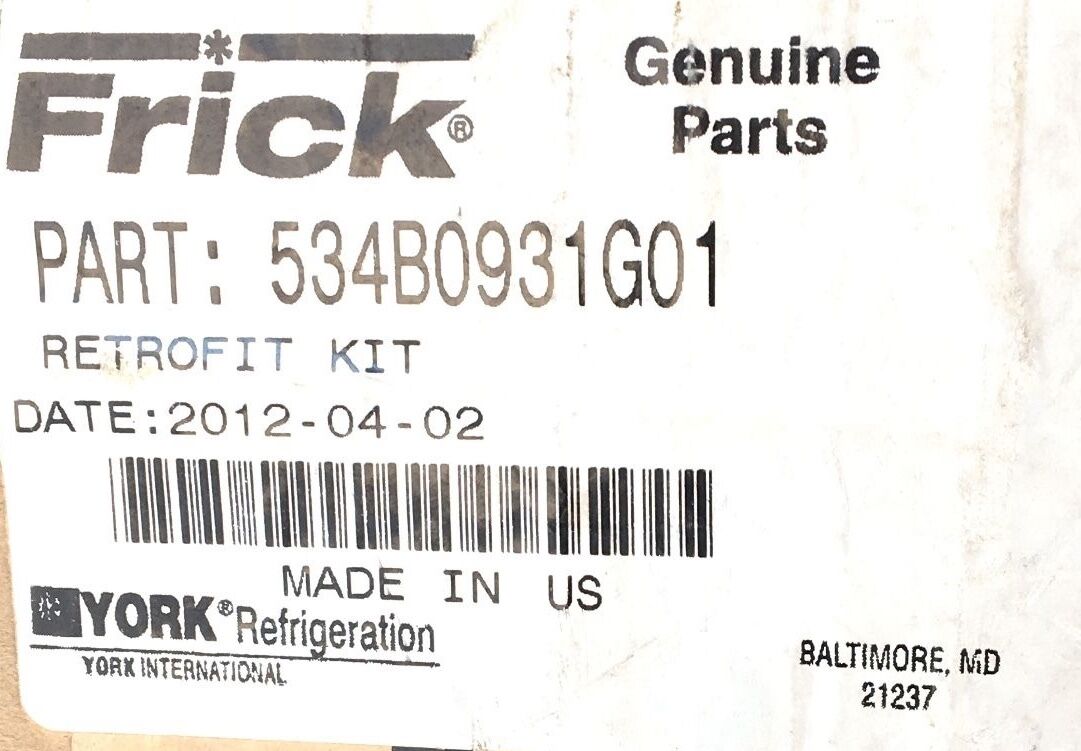 Frick®
Genuine
Parts
PART: 534B0931G01
RETROFIT KIT
DATE:2012-04-02
MADE IN US
YORK® Refrigeration
YORK INTERNATIONAL
BALTIMORE, MD
21237